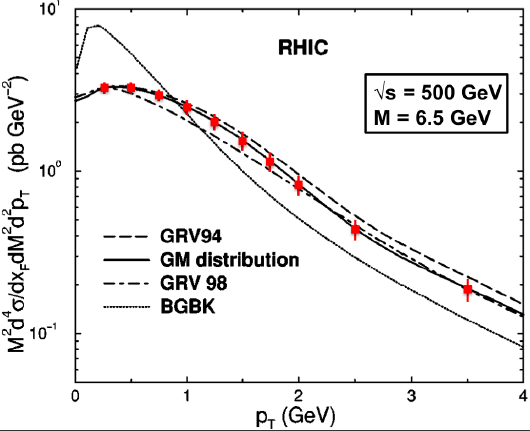 10¹
RHIC
√s = 500 GeV
M = 6.5 GeV
M²d⁴σ/dx_F dM²d²p_T (pb GeV⁻²)
10⁰
GRV94
GM distribution
GRV 98
BGBK
10⁻¹
0 1 2 3 4
p_T (GeV)